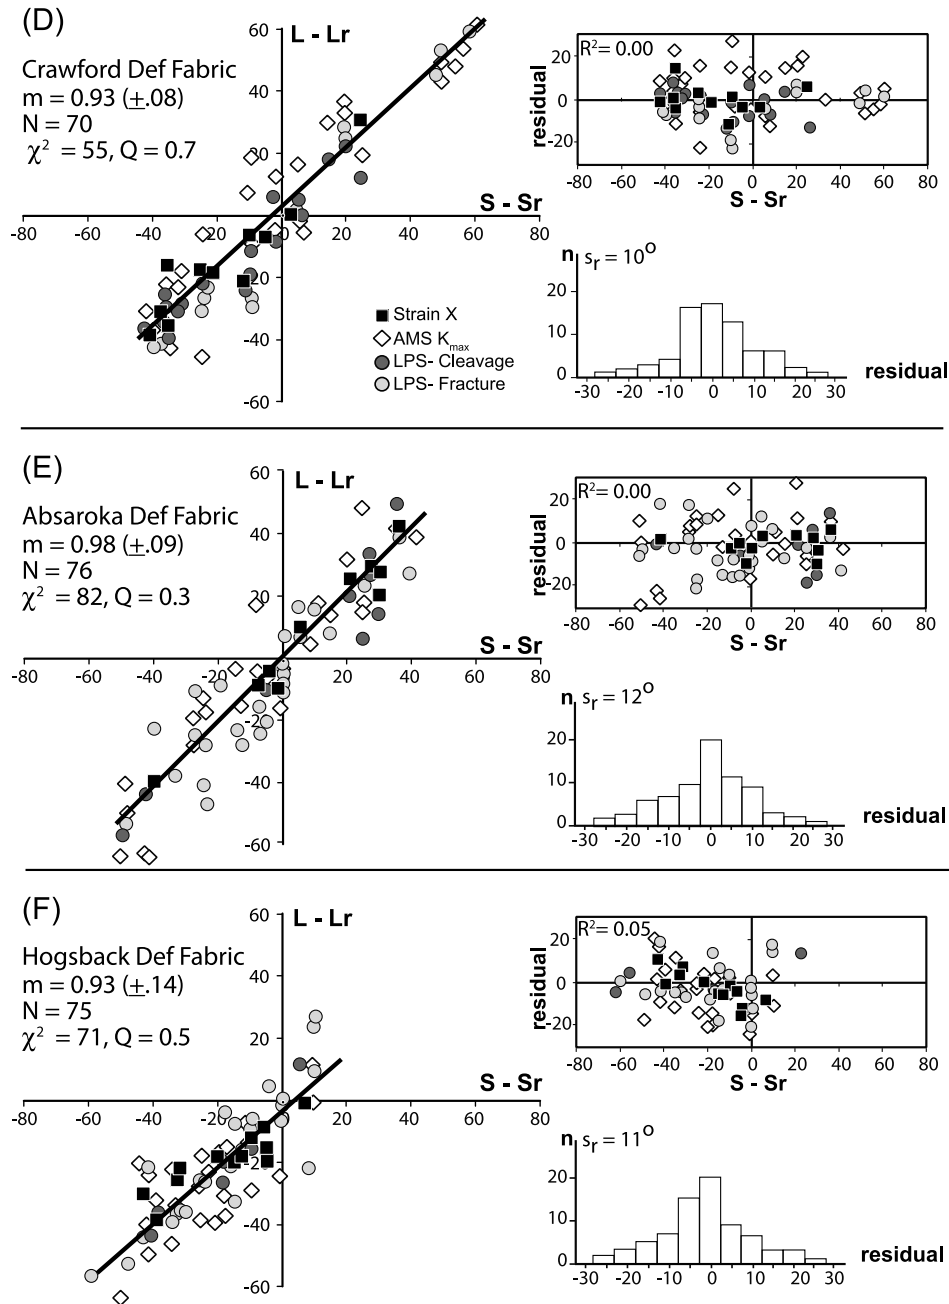 (D)
Crawford Def Fabric
m = 0.93 (±.08)
N = 70
χ² = 55, Q = 0.7
L - Lr
60
40
20
S - Sr
-40 -20 0 20 40 60 80
-20
-40
-60
Strain X
AMS Kmax
LPS- Cleavage
LPS- Fracture
R²= 0.00
residual
20
0
-20
-80 -60 -40 -20 0 20 40 60 80
S - Sr
n sr = 10°
20
10
0
-30 -20 -10 0 10 20 30
residual
(E)
Absaroka Def Fabric
m = 0.98 (±.09)
N = 76
χ² = 82, Q = 0.3
L - Lr
60
40
20
S - Sr
-80 -60 -40 -20 0 20 40 60 80
-20
-40
-60
R²= 0.00
residual
20
0
-20
-80 -60 -40 -20 0 20 40 60 80
S - Sr
n sr = 12°
20
10
0
-30 -20 -10 0 10 20 30
residual
(F)
Hogsback Def Fabric
m = 0.93 (±.14)
N = 75
χ² = 71, Q = 0.5
L - Lr
60
40
20
S - Sr
-80 -60 -40 -20 0 20 40 60 80
-20
-40
-60
R²= 0.05
residual
20
0
-20
-80 -60 -40 -20 0 20 40 60 80
S - Sr
n sr = 11°
20
10
0
-30 -20 -10 0 10 20 30
residual